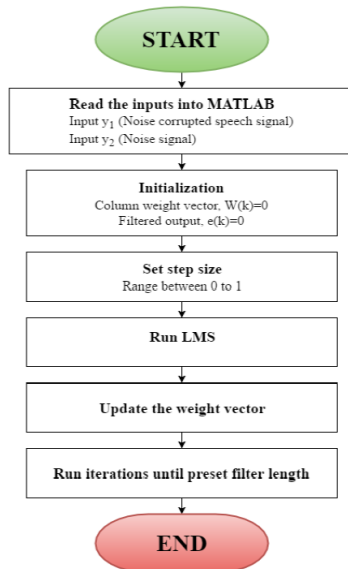 START
Read the inputs into MATLAB
Input y₁ (Noise corrupted speech signal)
Input y₂ (Noise signal)
Initialization
Column weight vector, W(k)=0
Filtered output, e(k)=0
Set step size
Range between 0 to 1
Run LMS
Update the weight vector
Run iterations until preset filter length
END